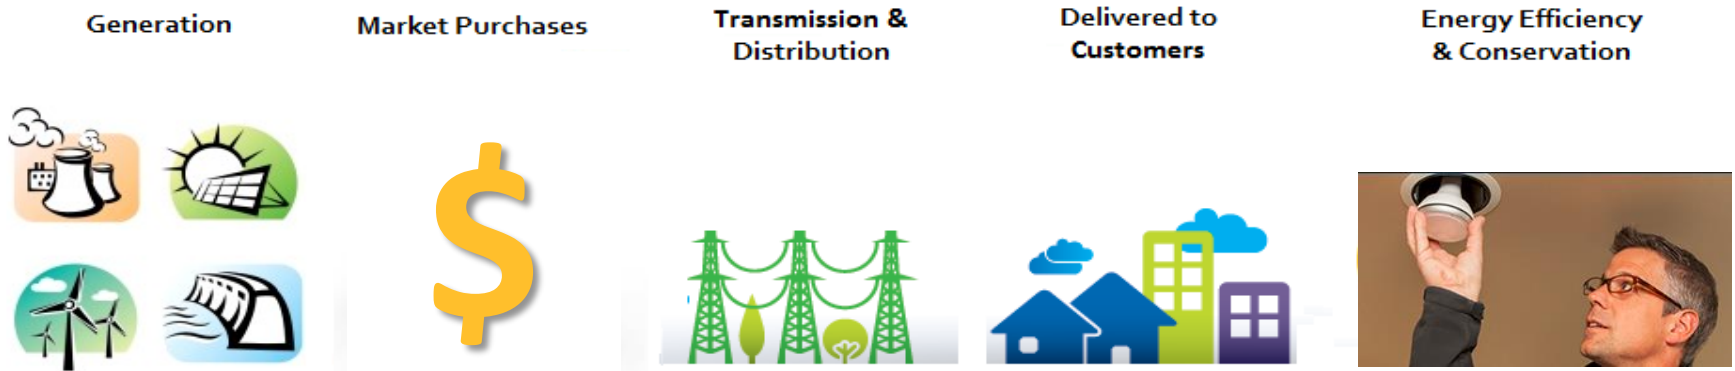 Generation
Market Purchases
Transmission &
Distribution
Delivered to
Customers
Energy Efficiency
& Conservation
$